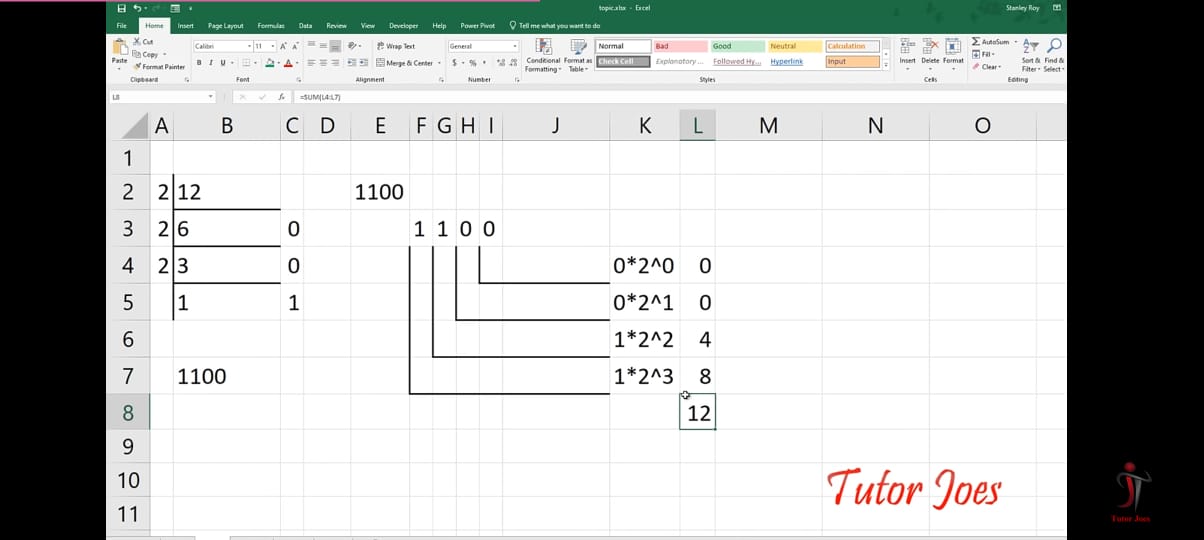 topic.xlsx - Excel
Stanley Roy
File Home Insert Page Layout Formulas Data Review View Developer Help Power Pivot Tell me what you want to do
Cut
Copy
Format Painter
Paste
Clipboard
Calibri 11
B I U
Font
Wrap Text
Merge & Center
Alignment
General
$ % ,
Number
Conditional Formatting
Format as Table
Normal Bad Good Neutral Calculation
Check Cell Explanatory ... Followed Hy... Hyperlink Input
Styles
Insert Delete Format
Cells
AutoSum
Fill
Clear
Sort & Filter
Find & Select
Editing
L8 fx =SUM(L4:L7)
A B C D E F G H I J K L M N O
1
2 2 12 1100
3 2 6 0 1 1 0 0
4 2 3 0 0*2^0 0
5 1 1 0*2^1 0
6 1*2^2 4
7 1100 1*2^3 8
8 12
9
10
11
Tutor Joes
Tutor Joes